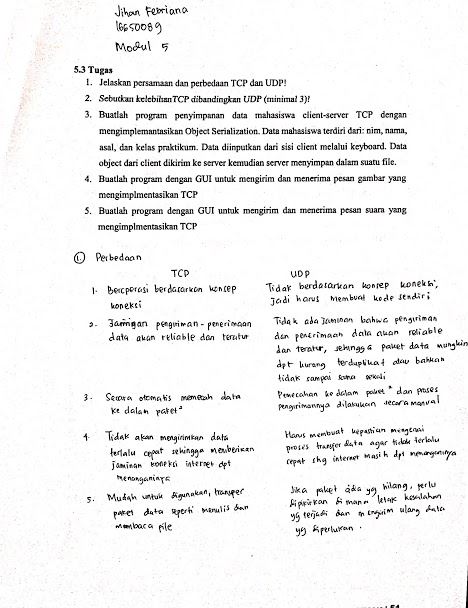 Jihan Febriana
16650089
Modul 5
5.3 Tugas
1. Jelaskan persamaan dan perbedaan TCP dan UDP!
2. Sebutkan kelebihanTCP dibandingkan UDP (minimal 3)!
3. Buatlah program penyimpanan data mahasiswa client-server TCP dengan
mengimplemantasikan Object Serialization. Data mahasiswa terdiri dari: nim, nama,
asal, dan kelas praktikum. Data diinputkan dari sisi client melalui keyboard. Data
object dari client dikirim ke server kemudian server menyimpan dalam suatu file.
4. Buatlah program dengan GUI untuk mengirim dan menerima pesan gambar yang
mengimplmentasikan TCP
5. Buatlah program dengan GUI untuk mengirim dan menerima pesan suara yang
mengimplmentasikan TCP
1. Perbedaan
TCP
1. Beroperasi berdasarkan konsep
koneksi
2. Jaminan pengiriman-penerimaan
data akan reliable dan teratur
3. Secara otomatis memecah data
ke dalam paket²
4. Tidak akan mengirimkan data
terlalu cepat sehingga memberikan
jaminan koneksi internet dpt
menanganinya
5. Mudah untuk digunakan, transper
paket data seperti menulis dan
membaca file
UDP
Tidak berdasarkan konsep koneksi,
jadi harus membuat kode sendiri
Tidak ada jaminan bahwa pengiriman
dan penerimaan data akan reliable
dan teratur, sehingga paket data mungkin
dpt kurang terduplikat atau bahkan
tidak sampai sama sekali
Pemecahan ke dalam paket² dan proses
pengirimannya dilakukan secara manual
Harus membuat kepastian mengenai
proses transfer data agar tidak terlalu
cepat shg internet masih dpt menanganinya
Jika paket ada yg hilang, perlu
dipikirkan dimana letak kesalahan
yg terjadi dan mengirim ulang data
yg diperlukan.